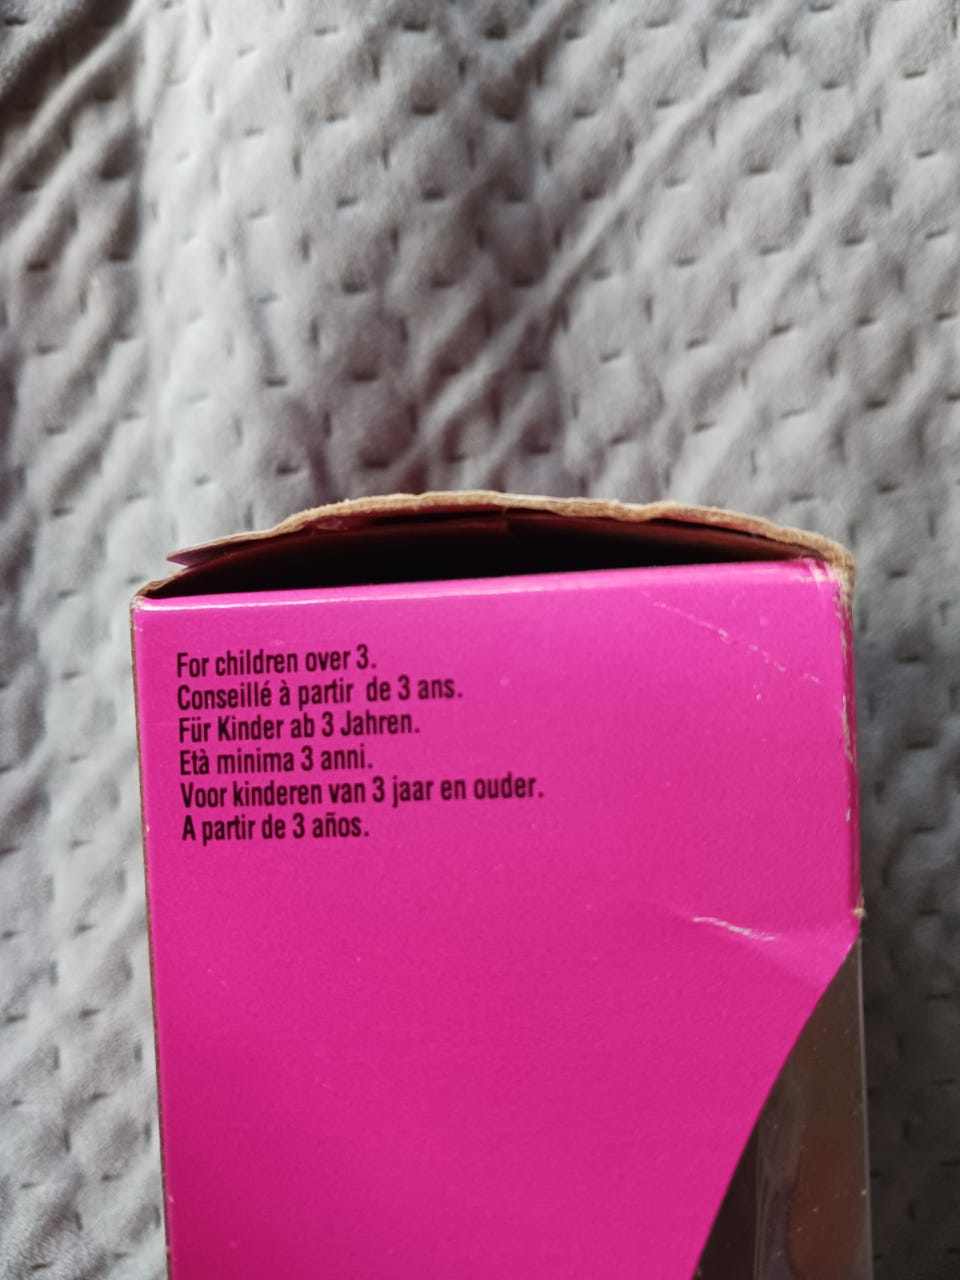 For children over 3.
Conseillé à partir de 3 ans.
Für Kinder ab 3 Jahren.
Età minima 3 anni.
Voor kinderen van 3 jaar en ouder.
A partir de 3 años.